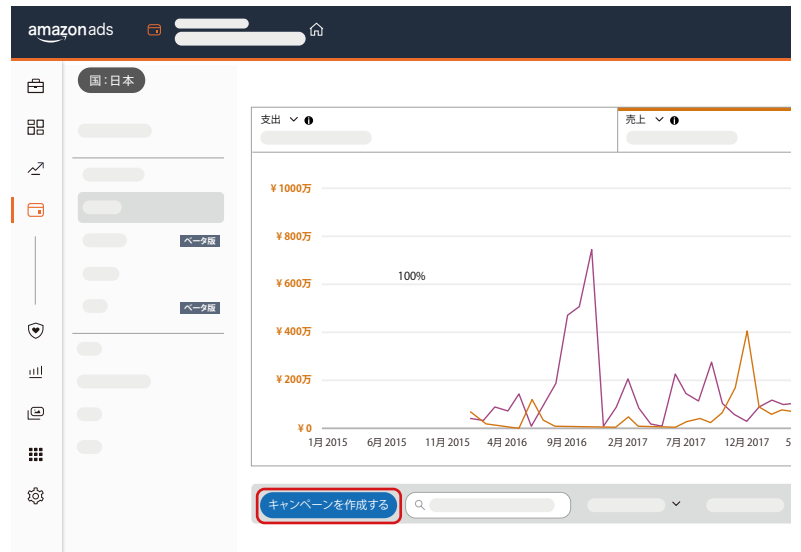 amazonads
国:日本
支出
売上
¥1000万
¥800万
¥600万
¥400万
¥200万
¥0
100%
1月 2015 6月 2015 11月 2015 4月 2016 9月 2016 2月 2017 7月 2017 12月 2017 5
ベータ版
ベータ版
キャンペーンを作成する